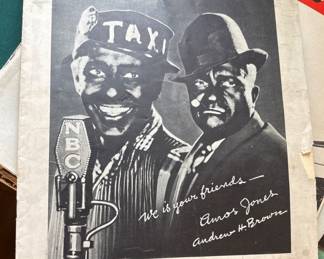 TAXI
NBC
We is your friends —
Amos Jones
Andrew H. Brown